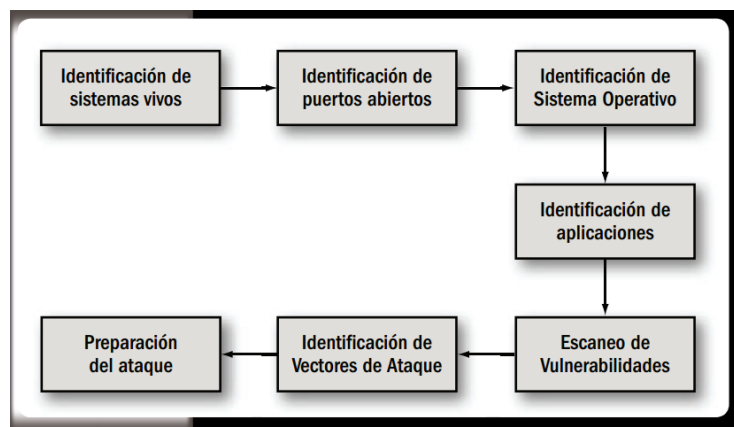 Identificación de
sistemas vivos
Identificación de
puertos abiertos
Identificación de
Sistema Operativo
Identificación de
aplicaciones
Escaneo de
Vulnerabilidades
Identificación de
Vectores de Ataque
Preparación
del ataque